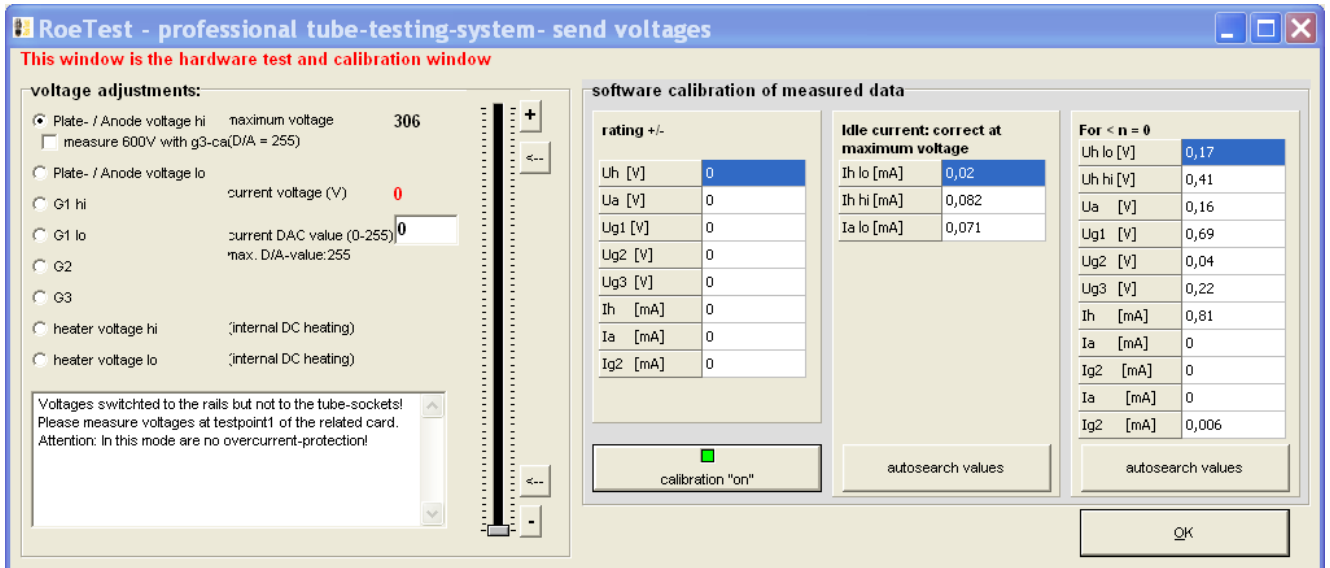 RoeTest - professional tube-testing-system- send voltages
This window is the hardware test and calibration window
voltage adjustments:
Plate- / Anode voltage hi
maximum voltage
306
measure 600V with g3-ca(D/A = 255)
Plate- / Anode voltage lo
current voltage (V)
0
G1 hi
G1 lo
current DAC value (0-255)
0
max. D/A-value:255
G2
G3
heater voltage hi
(internal DC heating)
heater voltage lo
(internal DC heating)
Voltages switchted to the rails but not to the tube-sockets!
Please measure voltages at testpoint1 of the related card.
Attention: In this mode are no overcurrent-protection!
+
<--
<--
-
software calibration of measured data
rating +/-
Uh [V] 0
Ua [V] 0
Ug1 [V] 0
Ug2 [V] 0
Ug3 [V] 0
Ih [mA] 0
Ia [mA] 0
Ig2 [mA] 0
calibration "on"
Idle current: correct at
maximum voltage
Ih lo [mA] 0,02
Ih hi [mA] 0,082
Ia lo [mA] 0,071
autosearch values
For < n = 0
Uh lo [V] 0,17
Uh hi [V] 0,41
Ua [V] 0,16
Ug1 [V] 0,69
Ug2 [V] 0,04
Ug3 [V] 0,22
Ih [mA] 0,81
Ia [mA] 0
Ig2 [mA] 0
Ia [mA] 0
Ig2 [mA] 0,006
autosearch values
OK